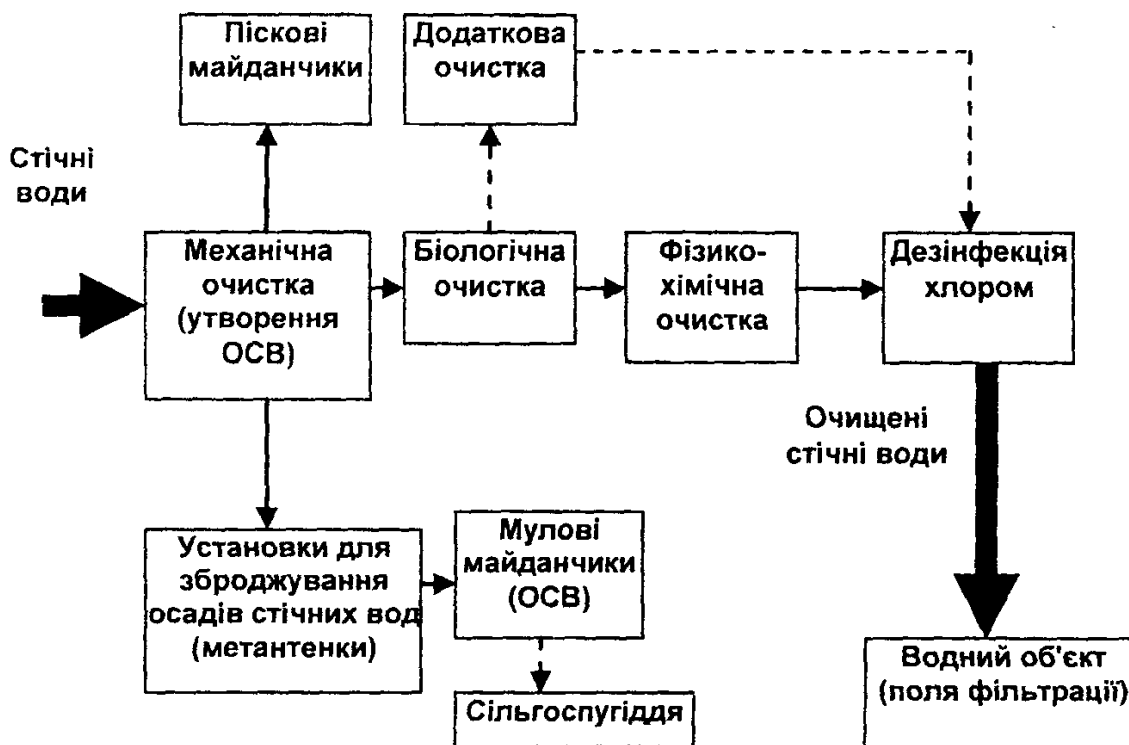 Піскові
майданчики
Додаткова
очистка
Стічні
води
Механічна
очистка
(утворення
ОСВ)
Біологічна
очистка
Фізико-
хімічна
очистка
Дезінфекція
хлором
Очищені
стічні води
Установки для
зброджування
осадів стічних вод
(метантенки)
Мулові
майданчики
(ОСВ)
Сільгоспугіддя
Водний об'єкт
(поля фільтрації)